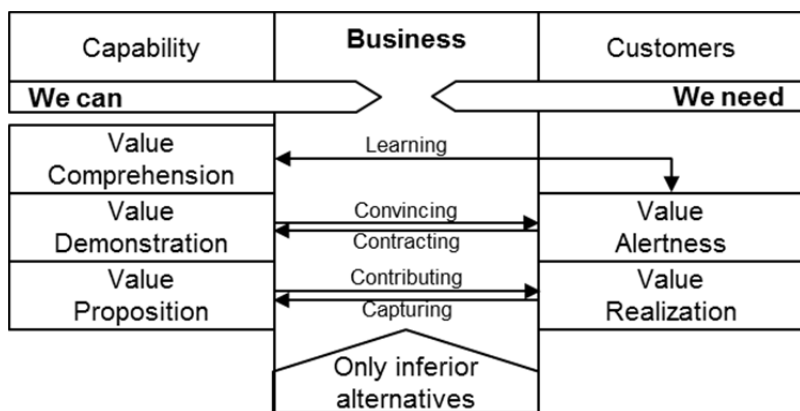 Capability
Business
Customers
We can
We need
Value
Comprehension
Learning
Value
Demonstration
Convincing
Contracting
Value
Alertness
Value
Proposition
Contributing
Capturing
Value
Realization
Only inferior
alternatives